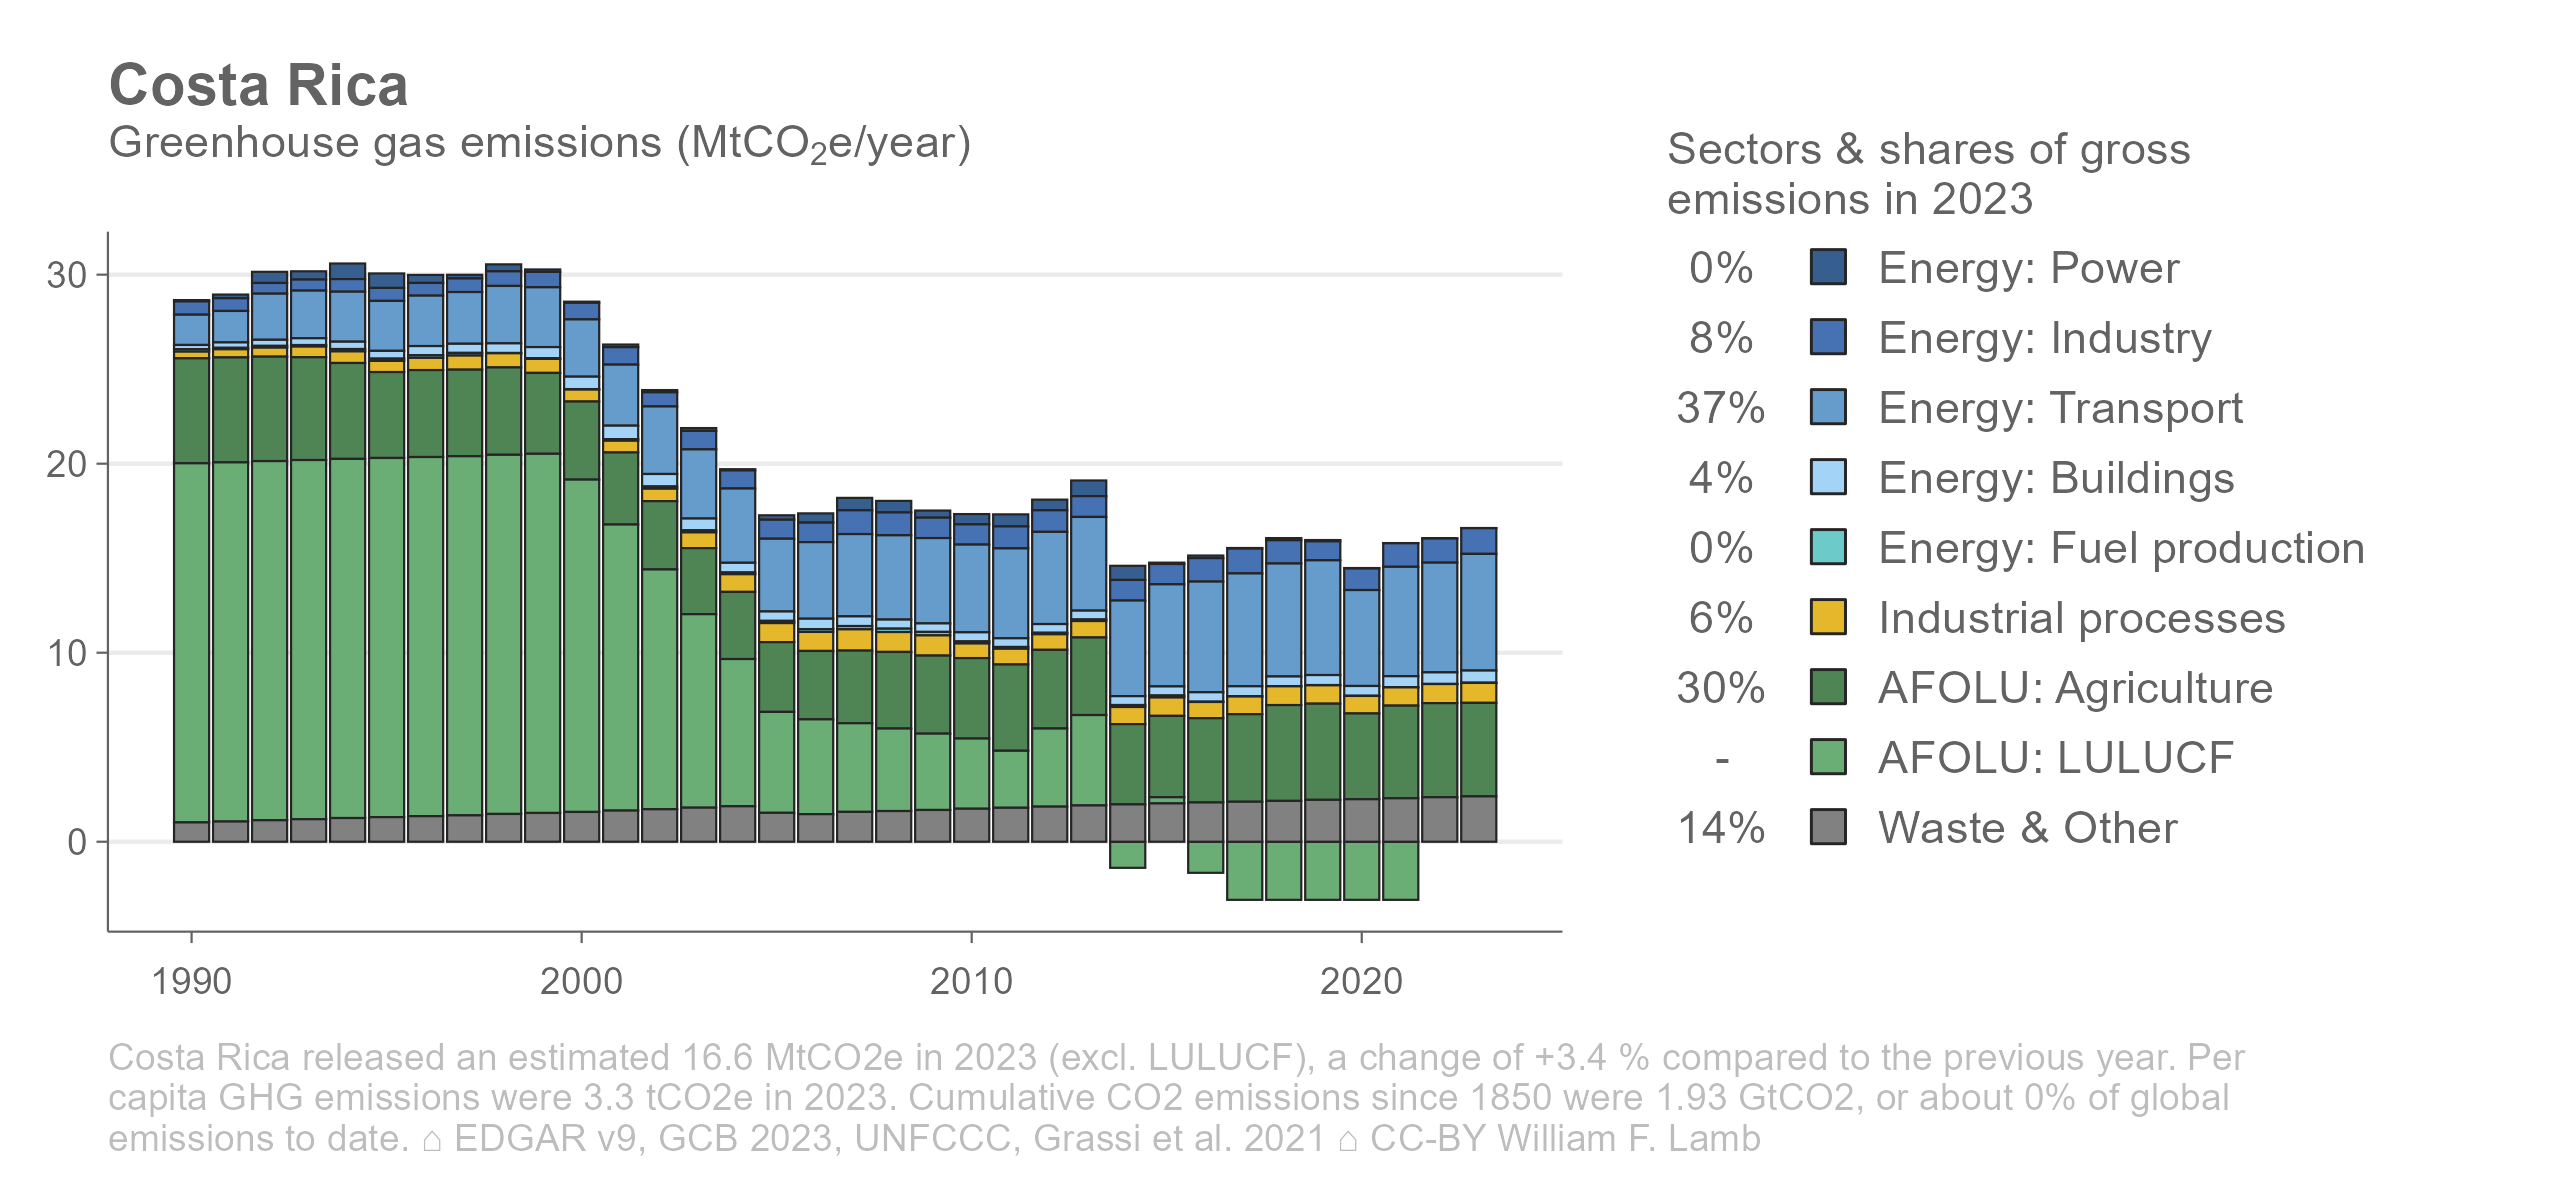 Costa Rica
Greenhouse gas emissions (MtCO₂e/year)
Sectors & shares of gross
emissions in 2023
0% Energy: Power
8% Energy: Industry
37% Energy: Transport
4% Energy: Buildings
0% Energy: Fuel production
6% Industrial processes
30% AFOLU: Agriculture
- AFOLU: LULUCF
14% Waste & Other
30
20
10
0
1990 2000 2010 2020
Costa Rica released an estimated 16.6 MtCO2e in 2023 (excl. LULUCF), a change of +3.4 % compared to the previous year. Per
capita GHG emissions were 3.3 tCO2e in 2023. Cumulative CO2 emissions since 1850 were 1.93 GtCO2, or about 0% of global
emissions to date. ⌂ EDGAR v9, GCB 2023, UNFCCC, Grassi et al. 2021 ⌂ CC-BY William F. Lamb